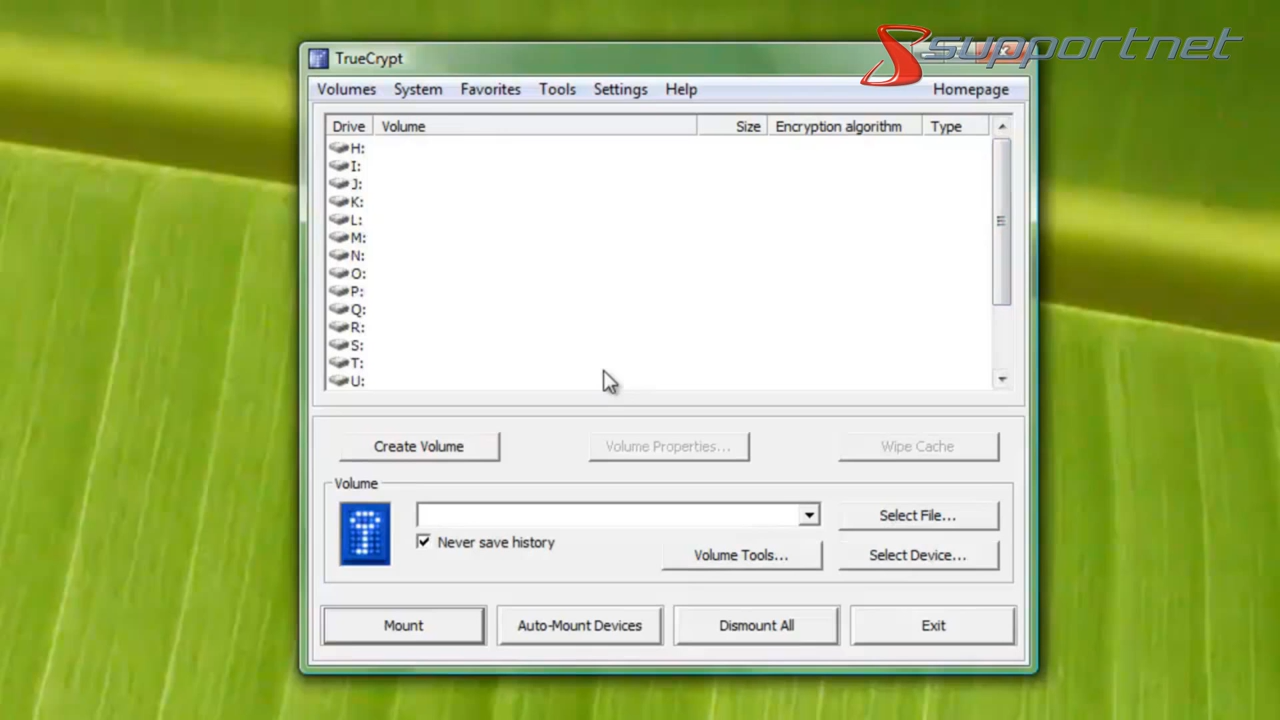 supportnet
TrueCrypt
Volumes System Favorites Tools Settings Help Homepage
Drive Volume Size Encryption algorithm Type
H:
I:
J:
K:
L:
M:
N:
O:
P:
Q:
R:
S:
T:
U:
Create Volume Volume Properties... Wipe Cache
Volume
Select File...
Never save history
Volume Tools... Select Device...
Mount Auto-Mount Devices Dismount All Exit